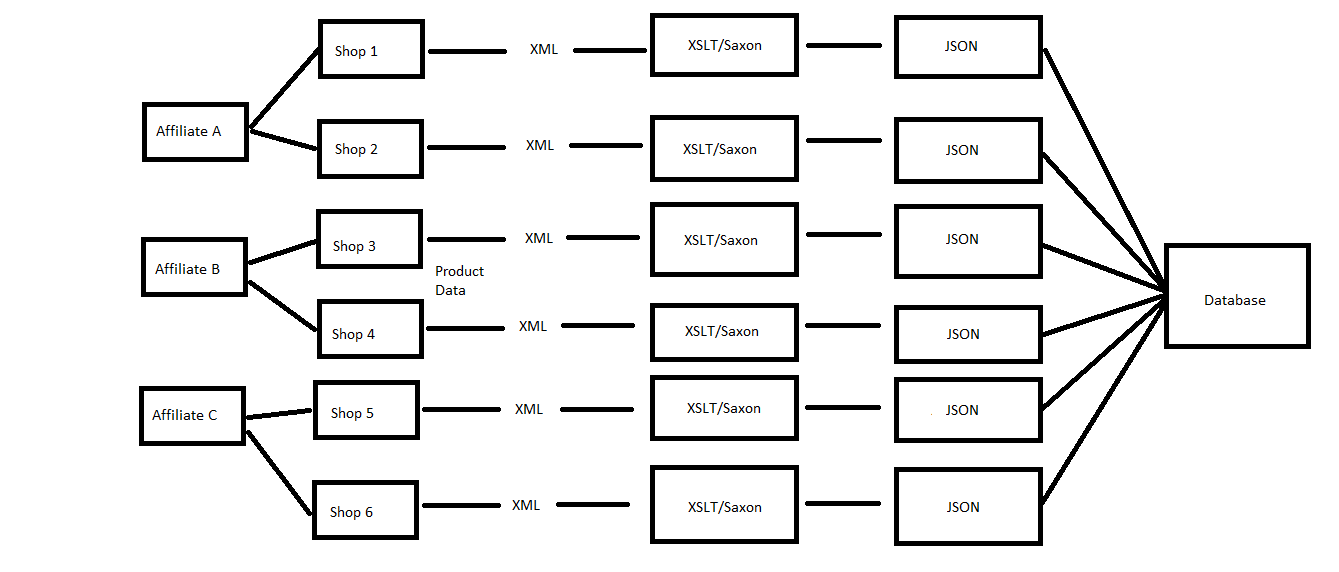 Shop 1
XML
XSLT/Saxon
JSON
Affiliate A
Shop 2
XML
XSLT/Saxon
JSON
Shop 3
XML
XSLT/Saxon
JSON
Affiliate B
Product
Data
Database
Shop 4
XML
XSLT/Saxon
JSON
Affiliate C
Shop 5
XML
XSLT/Saxon
JSON
Shop 6
XML
XSLT/Saxon
JSON